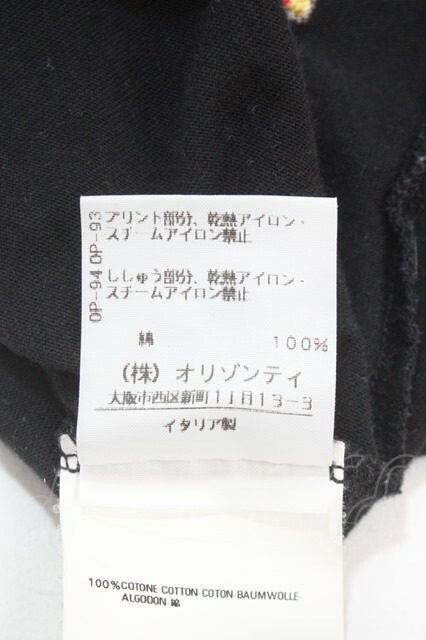 OP-94 OP-93
プリント部分、乾熱アイロン・
スチームアイロン禁止
ししゅう部分、乾熱アイロン・
スチームアイロン禁止
綿 100%
(株) オリゾンティ
大阪市西区新町1丁目13-3
イタリア製
100%COTONE-COTTON-COTON-BAUMWOLLE
ALGODON-綿